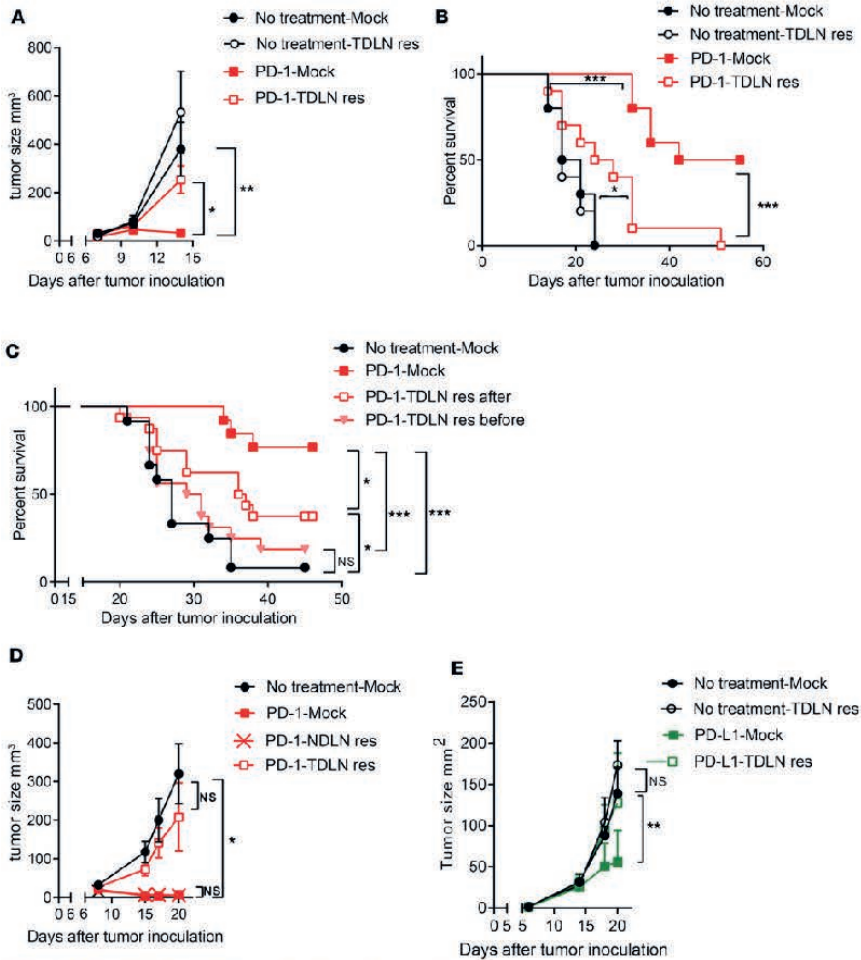 A
No treatment-Mock
No treatment-TDLN res
PD-1-Mock
PD-1-TDLN res
tumor size mm³
800
600
400
200
0
0 6 6 9 12 15
Days after tumor inoculation
*
**
B
No treatment-Mock
No treatment-TDLN res
PD-1-Mock
PD-1-TDLN res
Percent survival
100
50
0
0 20 40 60
Days after tumor inoculation
***
*
***
C
No treatment-Mock
PD-1-Mock
PD-1-TDLN res after
PD-1-TDLN res before
Percent survival
100
50
0
0 15 20 30 40 50
Days after tumor inoculation
NS
*
*
***
***
D
No treatment-Mock
PD-1-Mock
PD-1-NDLN res
PD-1-TDLN res
tumor size mm³
500
400
300
200
100
0
0 5 6 10 15 20
Days after tumor inoculation
NS
NS
*
E
No treatment-Mock
No treatment-TDLN res
PD-L1-Mock
PD-L1-TDLN res
Tumor size mm²
250
200
150
100
50
0
0 5 5 10 15 20
Days after tumor inoculation
NS
**